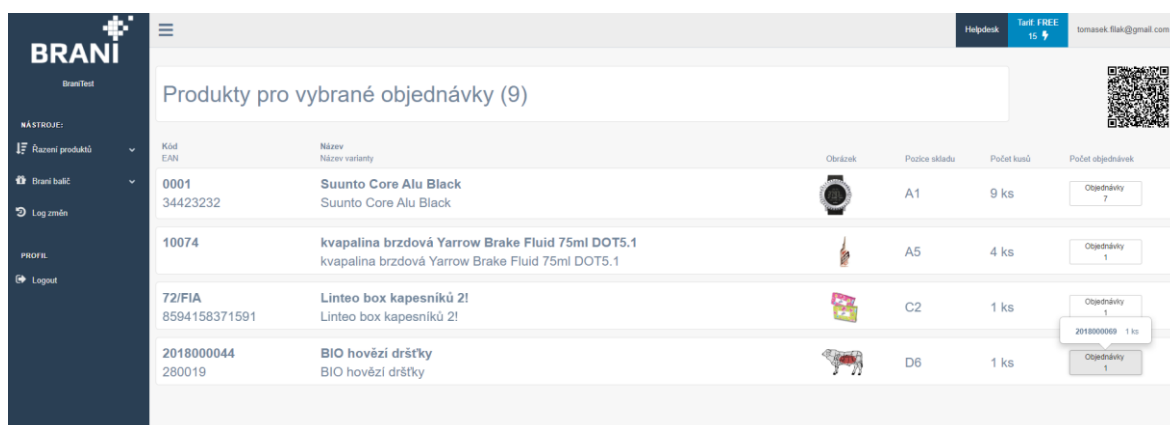 BRANÍ
BraniTest
NÁSTROJE:
Řazení produktů
Brani balič
Log změn
PROFIL
Logout
Helpdesk
Tarif: FREE
15
tomasek.filak@gmail.com
Produkty pro vybrané objednávky (9)
Kód
EAN
Název
Název varianty
Obrázek
Pozice skladu
Počet kusů
Počet objednávek
0001
34423232
Suunto Core Alu Black
Suunto Core Alu Black
A1
9 ks
Objednávky
7
10074
kvapalina brzdová Yarrow Brake Fluid 75ml DOT5.1
kvapalina brzdová Yarrow Brake Fluid 75ml DOT5.1
A5
4 ks
Objednávky
1
72/FIA
8594158371591
Linteo box kapesníků 2!
Linteo box kapesníků 2!
C2
1 ks
Objednávky
1
2018000069 1 ks
2018000044
280019
BIO hovězí dršťky
BIO hovězí dršťky
D6
1 ks
Objednávky
1